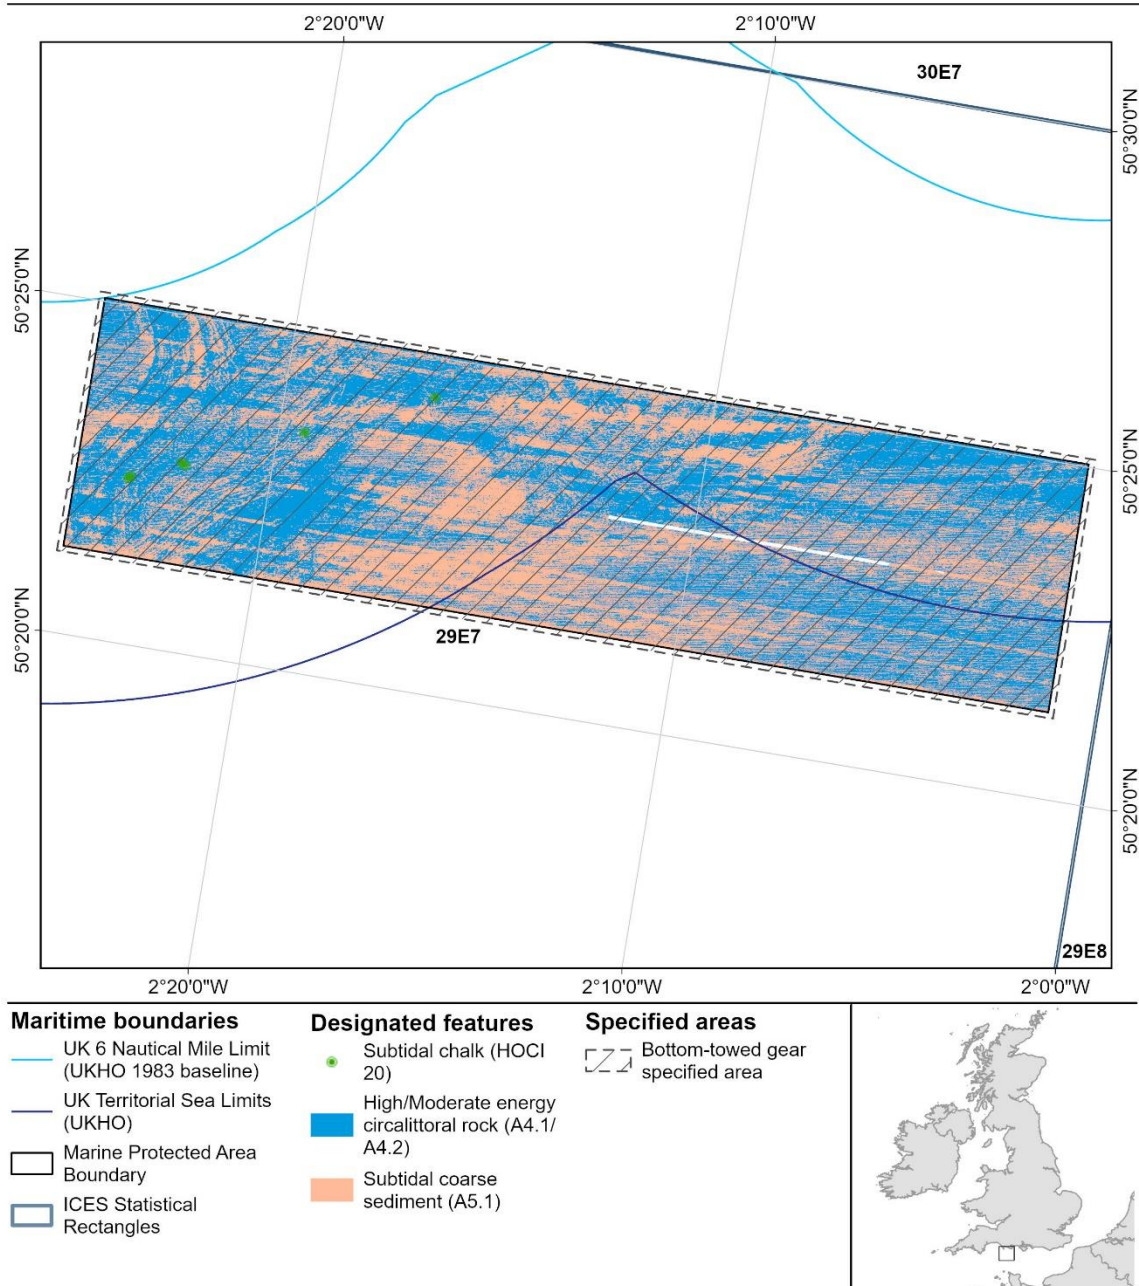 2°20'0"W
2°10'0"W
30E7
50°30'0"N
50°25'0"N
50°25'0"N
50°20'0"N
29E7
50°20'0"N
29E8
2°20'0"W
2°10'0"W
2°0'0"W
Maritime boundaries
UK 6 Nautical Mile Limit
(UKHO 1983 baseline)
UK Territorial Sea Limits
(UKHO)
Marine Protected Area
Boundary
ICES Statistical
Rectangles
Designated features
Subtidal chalk (HOCI
20)
High/Moderate energy
circalittoral rock (A4.1/
A4.2)
Subtidal coarse
sediment (A5.1)
Specified areas
Bottom-towed gear
specified area